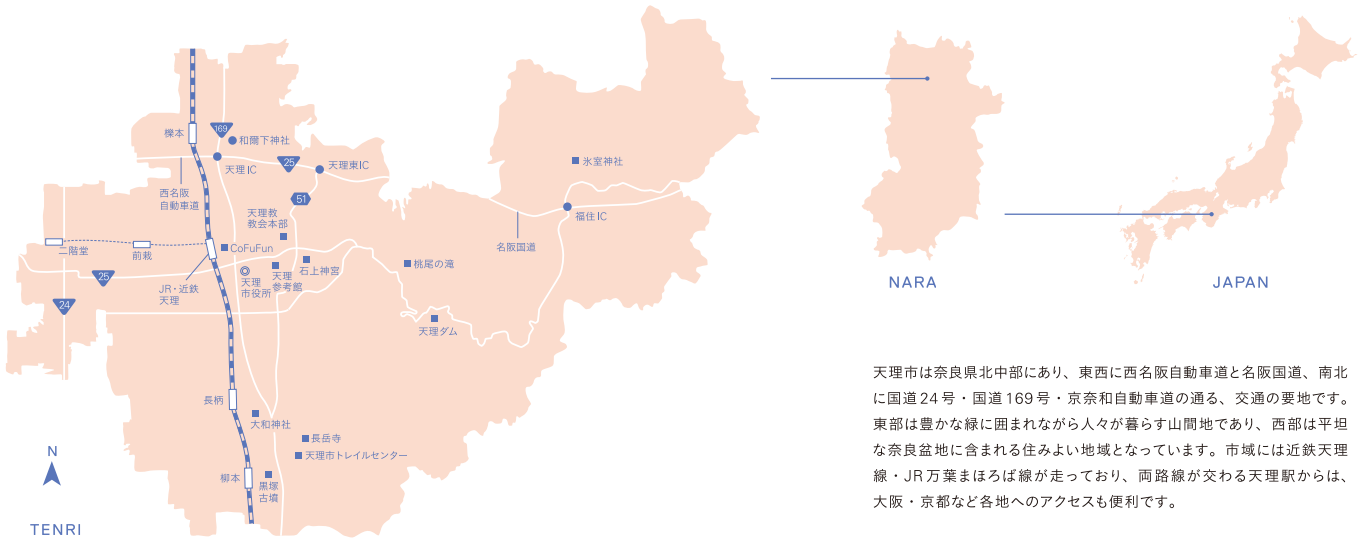 169
櫟本
和爾下神社
天理IC
25
天理東IC
氷室神社
西名阪
自動車道
51
天理教
教会本部
福住IC
名阪国道
二階堂
前栽
CoFuFun
石上神宮
桃尾の滝
25
JR・近鉄
天理
天理
市役所
天理
参考館
24
天理ダム
長柄
大和神社
長岳寺
天理市トレイルセンター
柳本
黒塚
古墳
N
TENRI
NARA
JAPAN
天理市は奈良県北中部にあり、東西に西名阪自動車道と名阪国道、南北
に国道24号・国道169号・京奈和自動車道の通る、交通の要地です。
東部は豊かな緑に囲まれながら人々が暮らす山間地であり、西部は平坦
な奈良盆地に含まれる住みよい地域となっています。市域には近鉄天理
線・JR万葉まほろば線が走っており、両路線が交わる天理駅からは、
大阪・京都など各地へのアクセスも便利です。